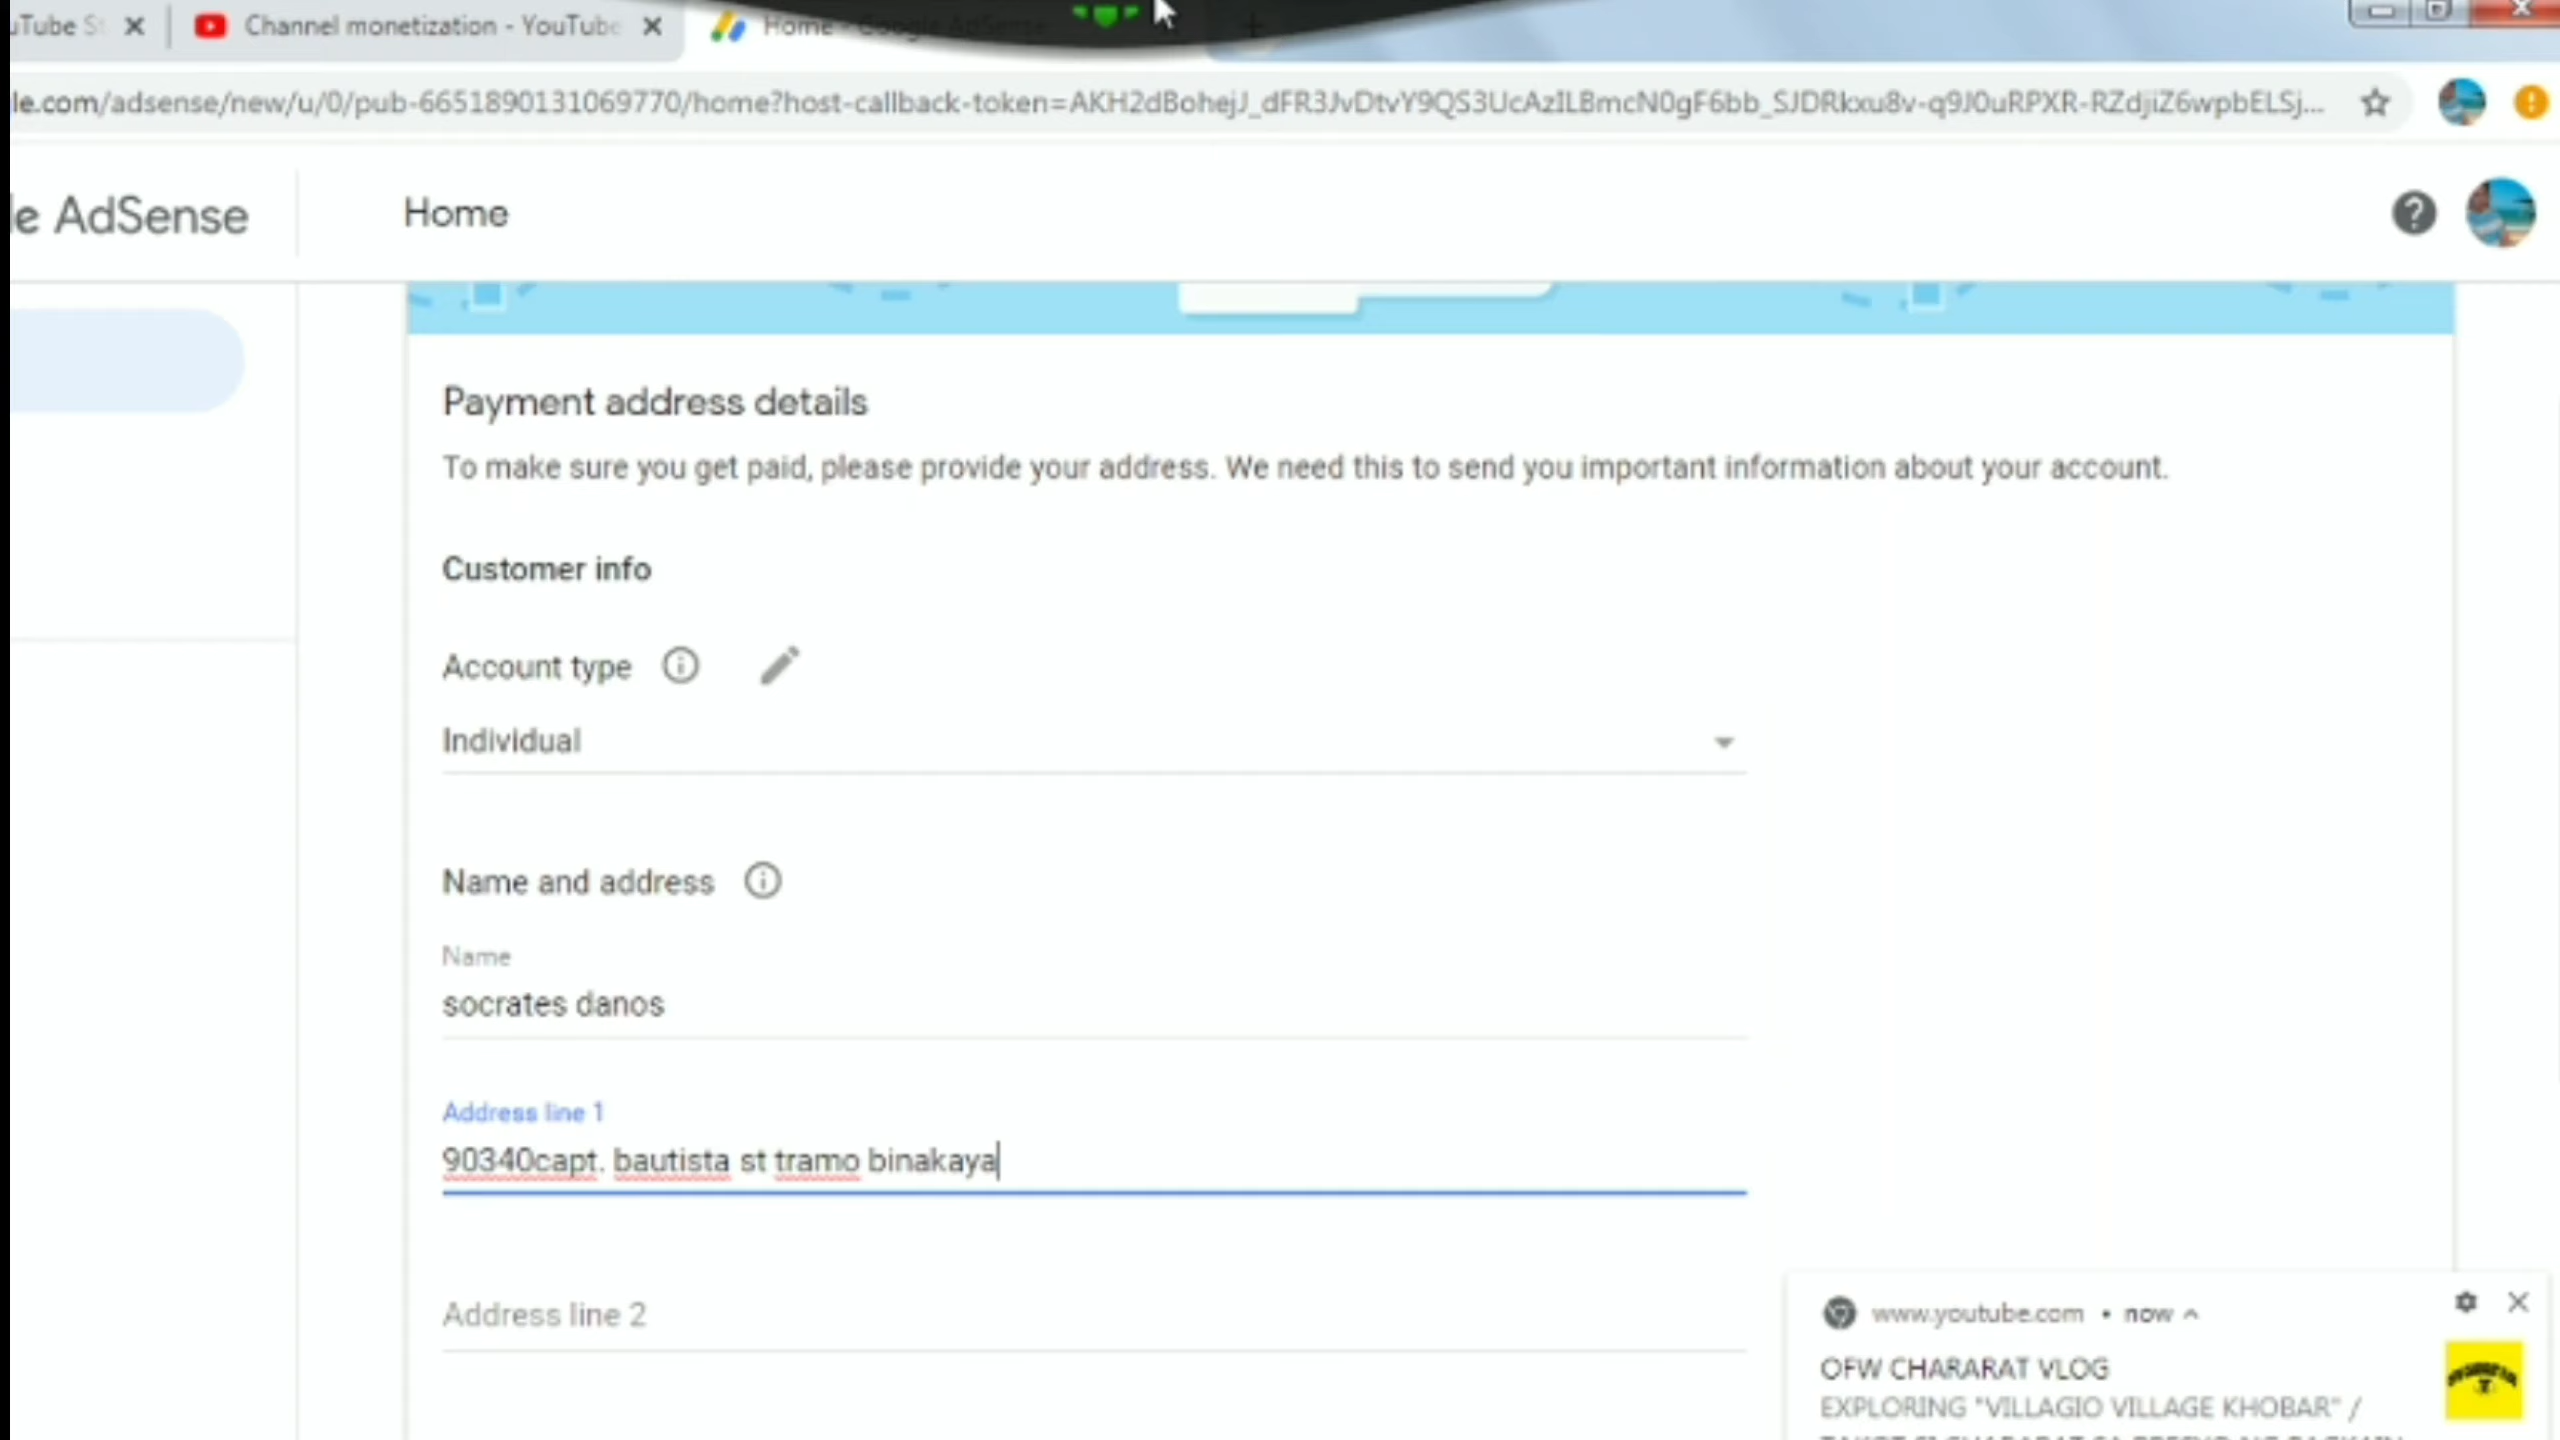 uTube St
Channel monetization - YouTube
Home - Google AdSense
le.com/adsense/new/u/0/pub-6651890131069770/home?host-callback-token=AKH2dBohejJ_dFR3JvDtvY9QS3UcAzILBmcN0gF6bb_SJDRkxu8v-q9J0uRPXR-RZdjiZ6wpbELSj...
le AdSense
Home
Payment address details
To make sure you get paid, please provide your address. We need this to send you important information about your account.
Customer info
Account type
Individual
Name and address
Name
socrates danos
Address line 1
90340capt. bautista st tramo binakaya
Address line 2
www.youtube.com • now
OFW CHARARAT VLOG
EXPLORING "VILLAGIO VILLAGE KHOBAR" /